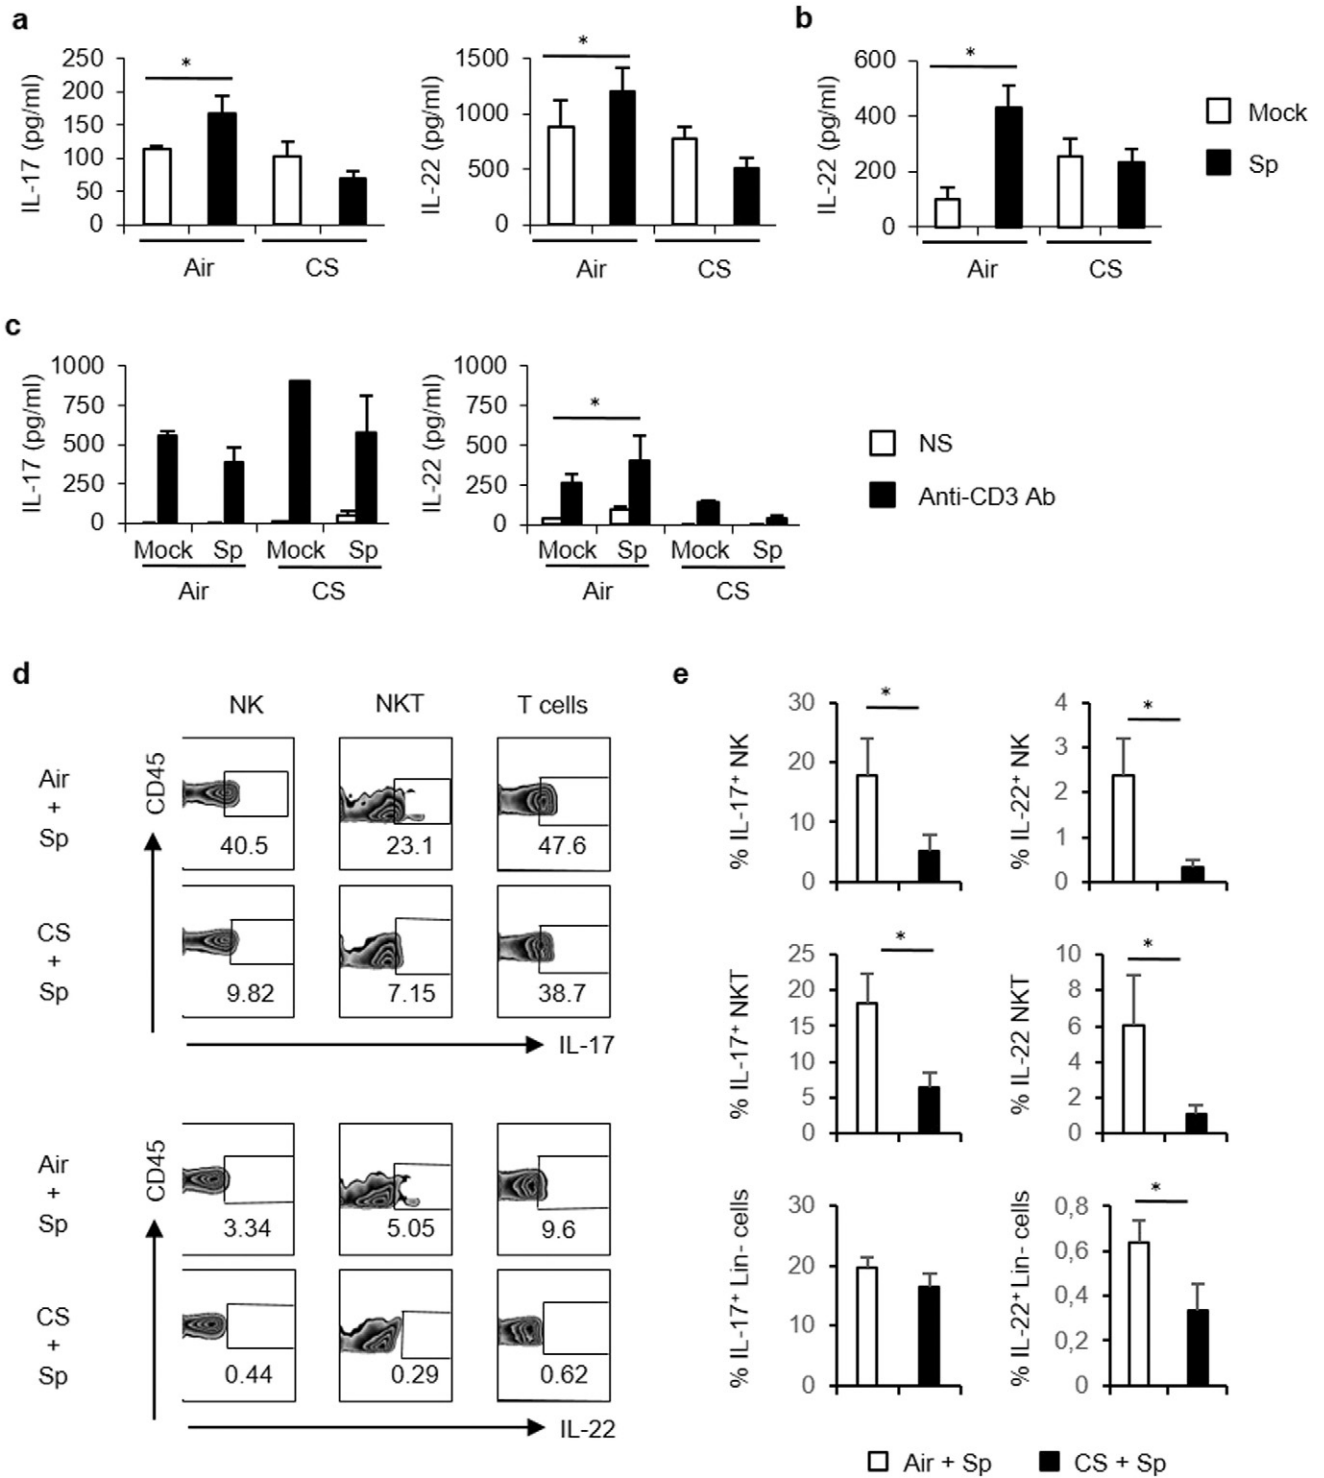 a
IL-17 (pg/ml)
250
200
150
100
50
0
*
Air
CS
IL-22 (pg/ml)
1500
1000
500
0
*
Air
CS
b
IL-22 (pg/ml)
600
400
200
0
*
Air
CS
Mock
Sp
c
IL-17 (pg/ml)
1000
750
500
250
0
Mock Sp Mock Sp
Air CS
IL-22 (pg/ml)
1000
750
500
250
0
*
Mock Sp Mock Sp
Air CS
NS
Anti-CD3 Ab
d
NK NKT T cells
Air
+
Sp
CD45
40.5 23.1 47.6
CS
+
Sp
9.82 7.15 38.7
IL-17
Air
+
Sp
CD45
3.34 5.05 9.6
CS
+
Sp
0.44 0.29 0.62
IL-22
e
% IL-17+ NK
30
20
10
0
*
% IL-22+ NK
4
3
2
1
0
*
% IL-17+ NKT
25
20
15
10
5
0
*
% IL-22 NKT
10
8
6
4
2
0
*
% IL-17+ Lin- cells
30
20
10
0
% IL-22+ Lin- cells
0,8
0,6
0,4
0,2
0
*
Air + Sp CS + Sp